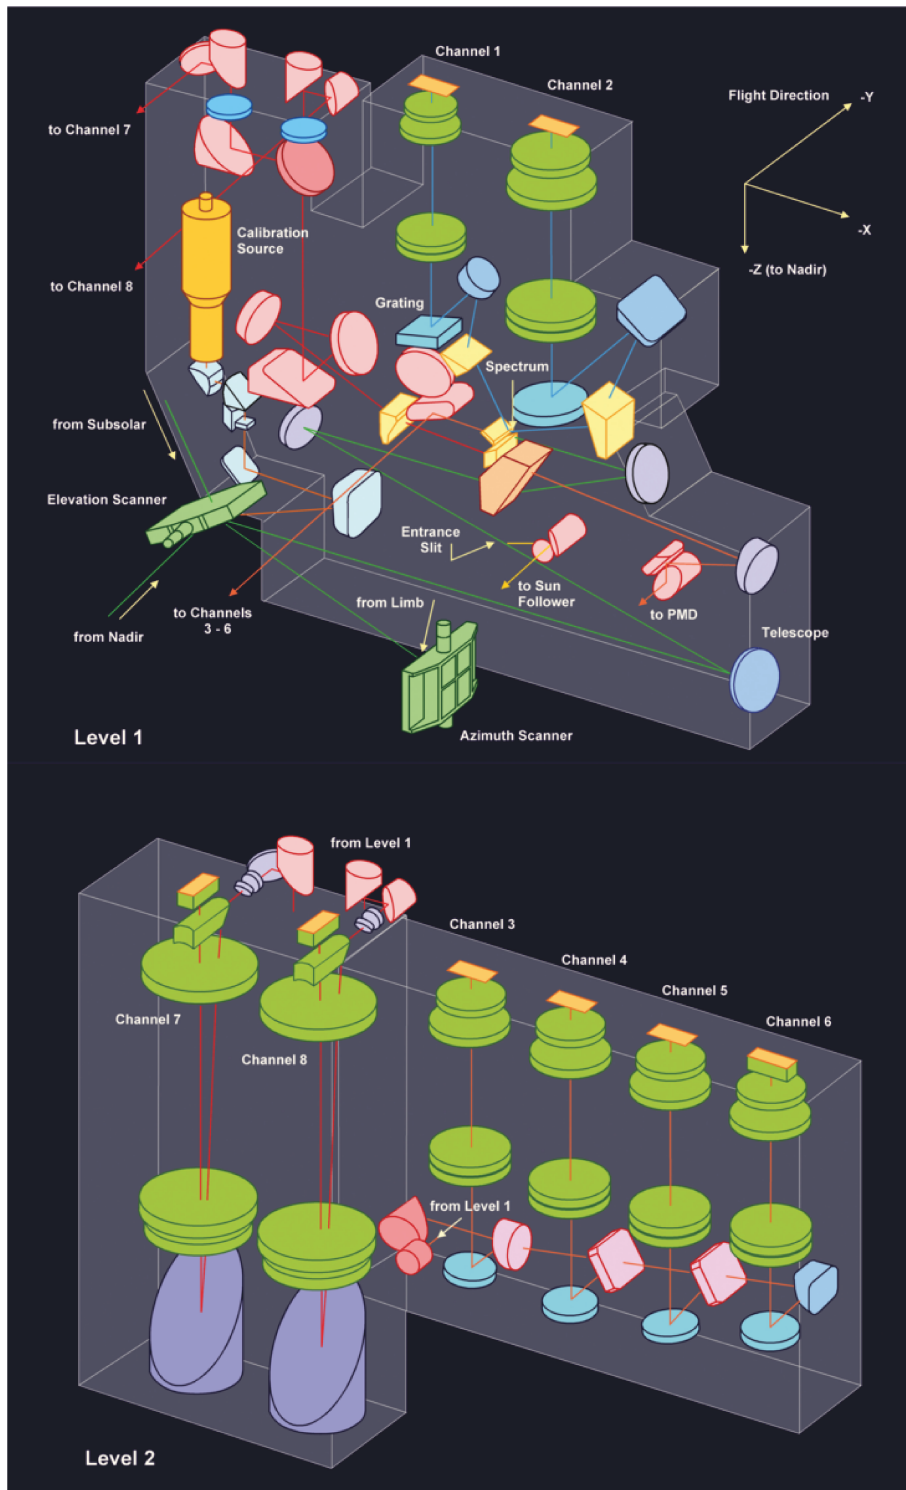 Channel 1
Channel 2
Flight Direction
-Y
to Channel 7
-X
Calibration
Source
-Z (to Nadir)
to Channel 8
Grating
Spectrum
from Subsolar
Elevation Scanner
Entrance
Slit
to Sun
Follower
from Limb
to Channels
3 - 6
to PMD
from Nadir
Telescope
Azimuth Scanner
Level 1
from Level 1
Channel 3
Channel 4
Channel 5
Channel 6
Channel 7
Channel 8
from Level 1
Level 2